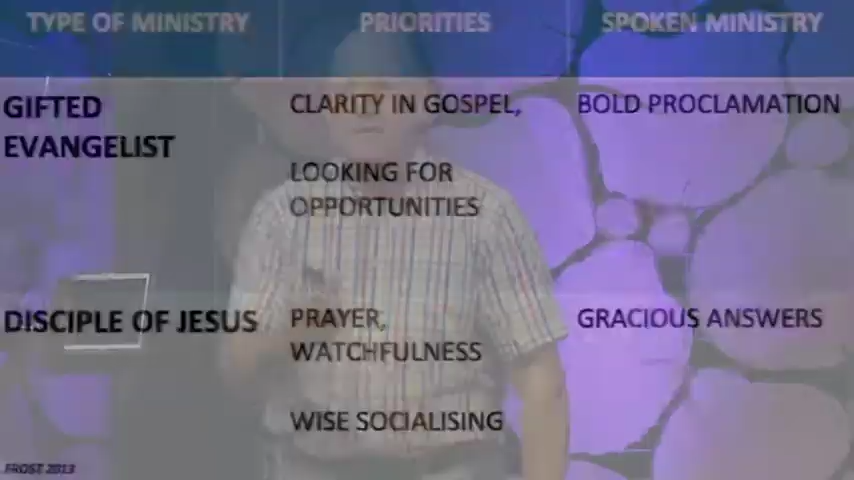 TYPE OF MINISTRY PRIORITIES SPOKEN MINISTRY
GIFTED
EVANGELIST
CLARITY IN GOSPEL,
LOOKING FOR
OPPORTUNITIES
BOLD PROCLAMATION
DISCIPLE OF JESUS
PRAYER,
WATCHFULNESS
WISE SOCIALISING
GRACIOUS ANSWERS
FROST 2013